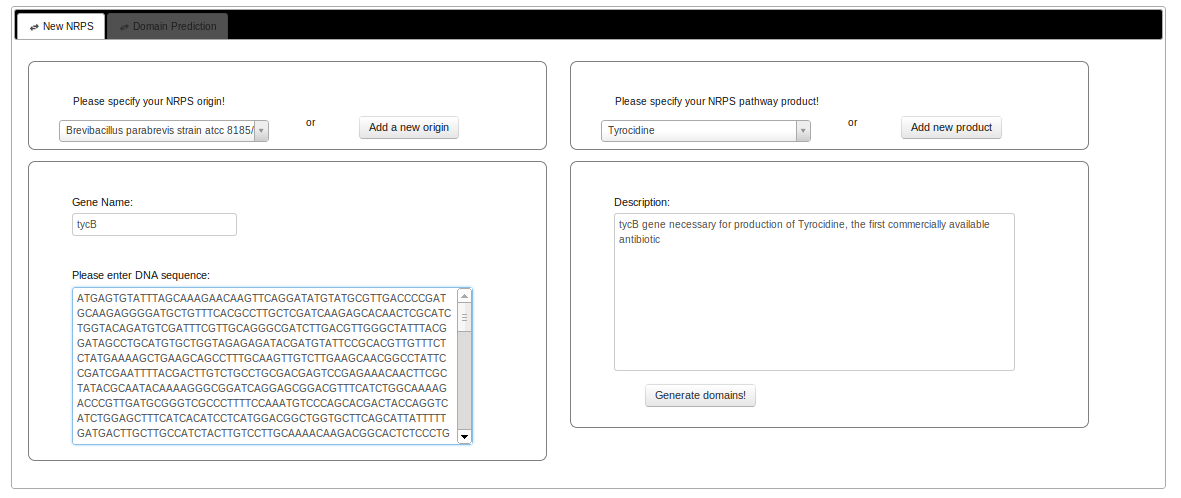 New NRPS
Domain Prediction
Please specify your NRPS origin!
Brevibacillus parabrevis strain atcc 8185/
or
Add a new origin
Please specify your NRPS pathway product!
Tyrocidine
or
Add new product
Gene Name:
tycB
Please enter DNA sequence:
ATGAGTGTATTTAGCAAAGAACAAGTTCAGGATATGTATGCGTTGACCCCGAT
GCAAGAGGGGATGCTGTTTCACGCCTTGCTCGATCAAGAGCACAACTCGCATC
TGGTACAGATGTCGATTTCGTTGCAGGGCGATCTTGACGTTGGGCTATTTACG
GATAGCCTGCATGTGCTGGTAGAGAGATACGATGTATTCCGCACGTTGTTTCT
CTATGAAAAGCTGAAGCAGCCTTTGCAAGTTGTCTTGAAGCAACGGCCTATTC
CGATCGAATTTTACGACTTGTCTGCCTGCGACGAGTCCGAGAAACAACTTCGC
TATACGCAATACAAAAGGGCGGATCAGGAGCGGACGTTTCATCTGGCAAAAG
ACCCGTTGATGCGGGTCGCCCTTTTCCAAATGTCCCAGCACGACTACCAGGTC
ATCTGGAGCTTTCATCACATCCTCATGGACGGCTGGTGCTTCAGCATTATTTTT
GATGACTTGCTTGCCATCTACTTGTCCTTGCAAAACAAGACGGCACTCTCCCTG
Description:
tycB gene necessary for production of Tyrocidine, the first commercially available
antibiotic
Generate domains!